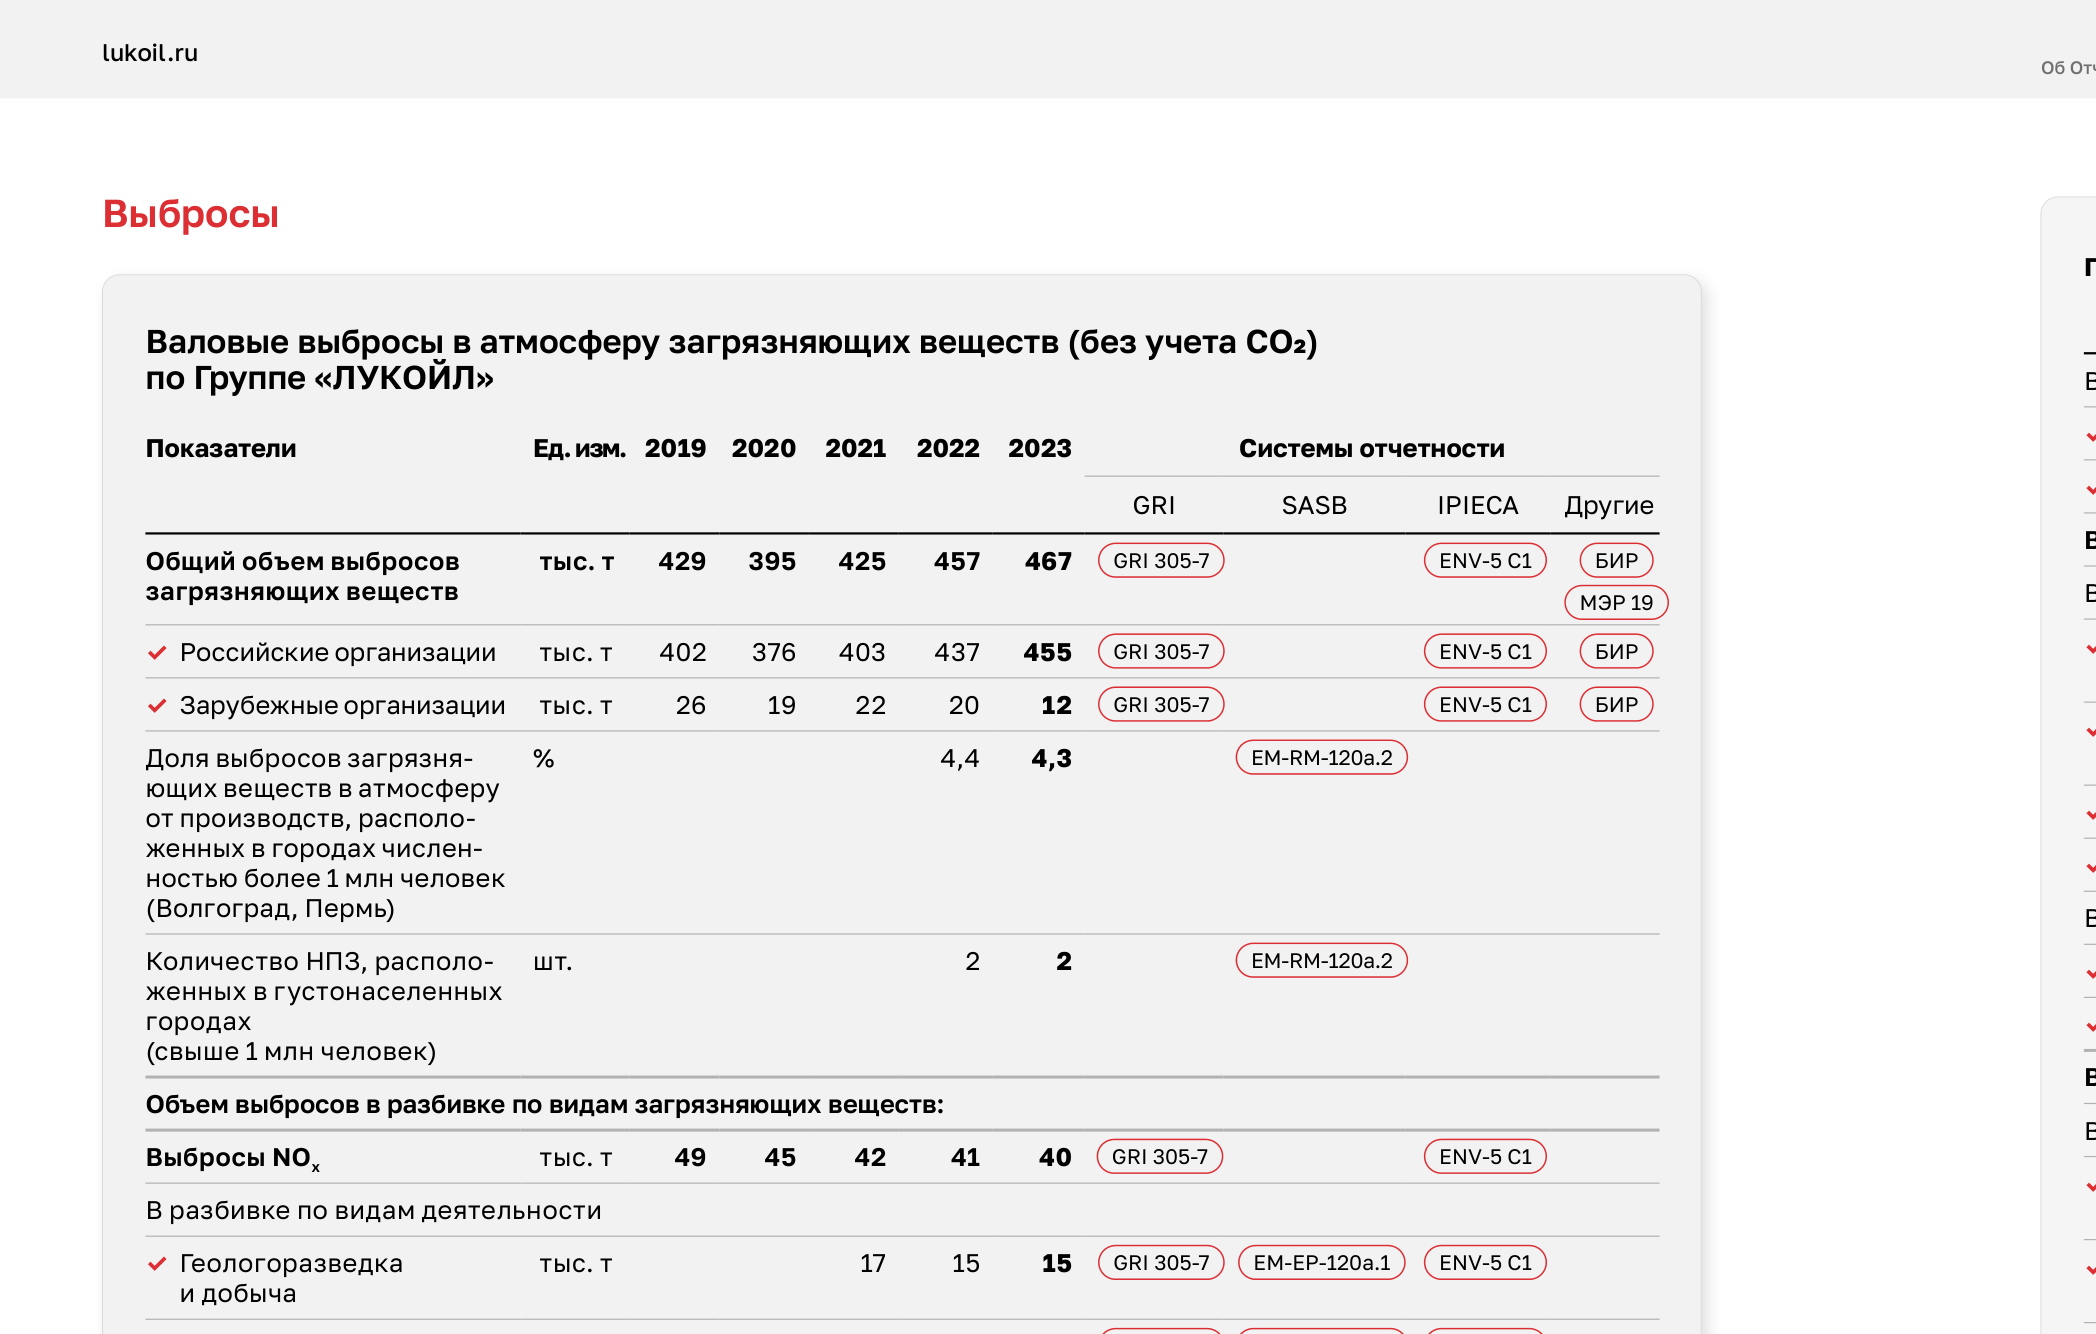 lukoil.ru
Об Отч
Выбросы
Валовые выбросы в атмосферу загрязняющих веществ (без учета CO₂)
по Группе «ЛУКОЙЛ»
Показатели Ед. изм. 2019 2020 2021 2022 2023 Системы отчетности
GRI SASB IPIECA Другие
Общий объем выбросов тыс. т 429 395 425 457 467 GRI 305-7 ENV-5 C1 БИР
загрязняющих веществ МЭР 19
Российские организации тыс. т 402 376 403 437 455 GRI 305-7 ENV-5 C1 БИР
Зарубежные организации тыс. т 26 19 22 20 12 GRI 305-7 ENV-5 C1 БИР
Доля выбросов загрязня- % 4,4 4,3 EM-RM-120a.2
ющих веществ в атмосферу
от производств, располо-
женных в городах числен-
ностью более 1 млн человек
(Волгоград, Пермь)
Количество НПЗ, располо- шт. 2 2 EM-RM-120a.2
женных в густонаселенных
городах
(свыше 1 млн человек)
Объем выбросов в разбивке по видам загрязняющих веществ:
Выбросы NOₓ тыс. т 49 45 42 41 40 GRI 305-7 ENV-5 C1
В разбивке по видам деятельности
Геологоразведка тыс. т 17 15 15 GRI 305-7 EM-EP-120a.1 ENV-5 C1
и добыча